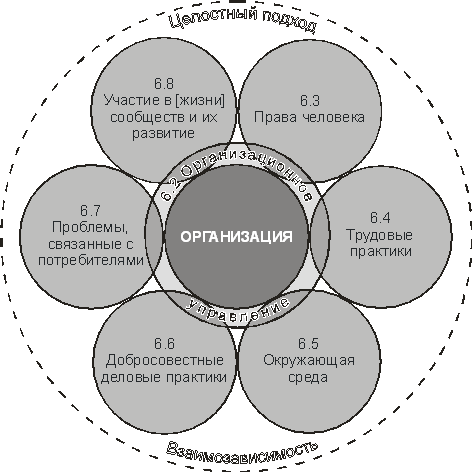 Целостный подход
6.8
Участие в [жизни]
сообществ и их
развитие
6.3
Права человека
6.2 Организационное
управление
ОРГАНИЗАЦИЯ
6.7
Проблемы,
связанные с
потребителями
6.4
Трудовые
практики
6.6
Добросовестные
деловые практики
6.5
Окружающая
среда
Взаимозависимость